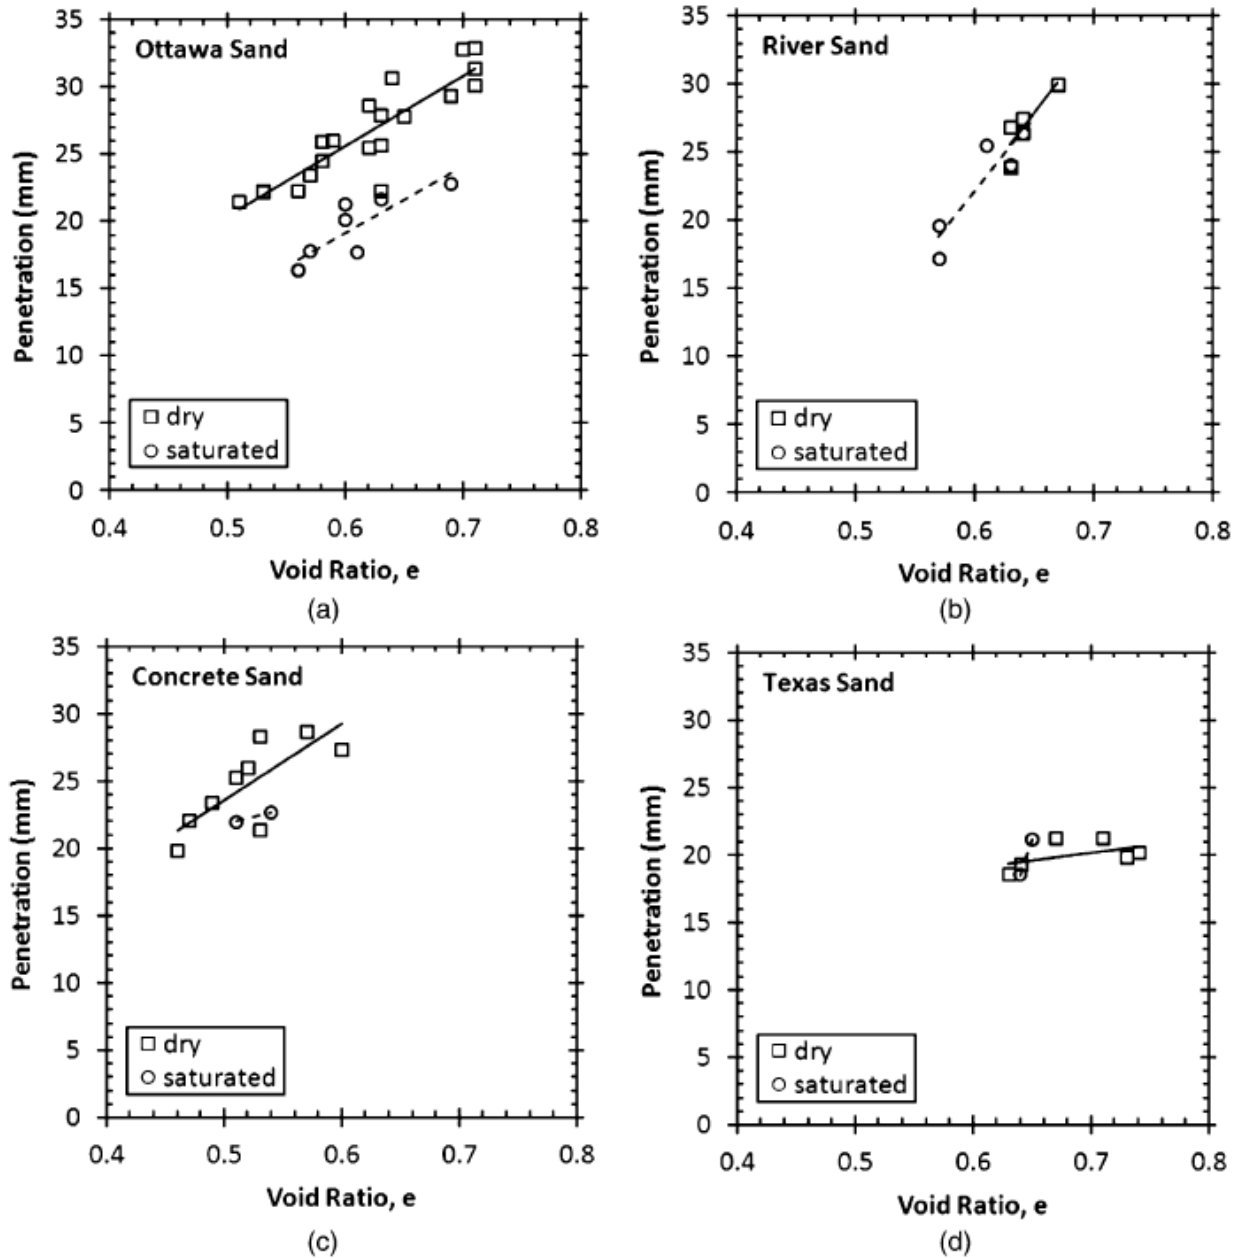 35
Ottawa Sand
30
25
20
15
10
5
0
Penetration (mm)
dry
saturated
0.4 0.5 0.6 0.7 0.8
Void Ratio, e
(a)
35
River Sand
30
25
20
15
10
5
0
Penetration (mm)
dry
saturated
0.4 0.5 0.6 0.7 0.8
Void Ratio, e
(b)
35
Concrete Sand
30
25
20
15
10
5
0
Penetration (mm)
dry
saturated
0.4 0.5 0.6 0.7 0.8
Void Ratio, e
(c)
35
Texas Sand
30
25
20
15
10
5
0
Penetration (mm)
dry
saturated
0.4 0.5 0.6 0.7 0.8
Void Ratio, e
(d)